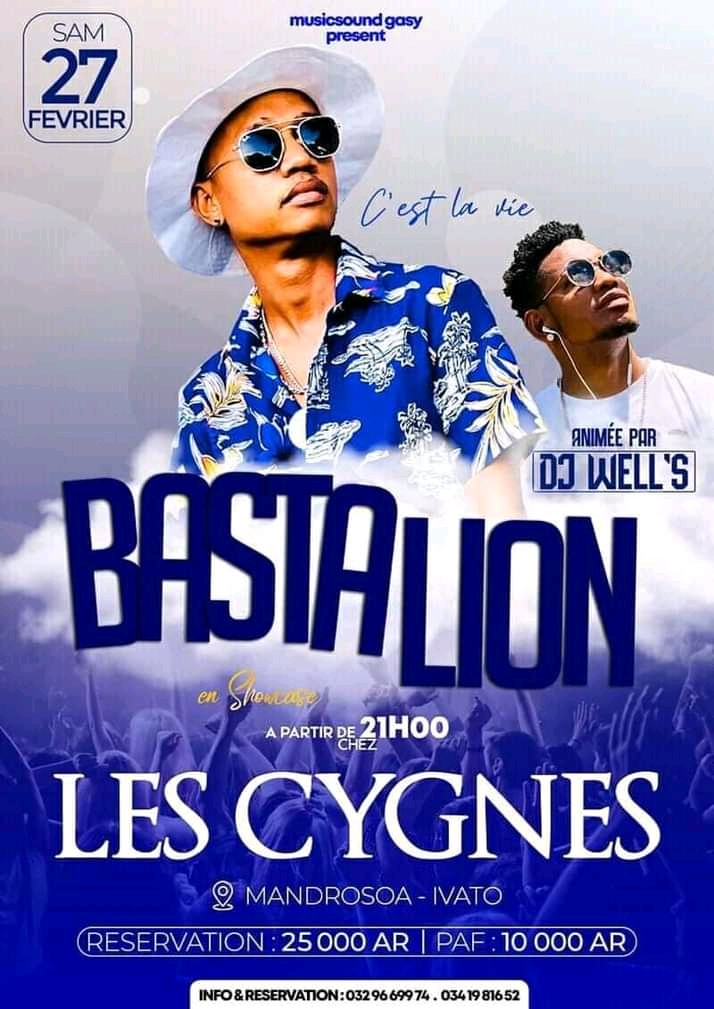 musicsound gasy
present
SAM
27
FEVRIER
C'est la vie
ANIMÉE PAR
DJ WELL'S
BASTA LION
en Showcase
A PARTIR DE 21H00
CHEZ
LES CYGNES
MANDROSOA - IVATO
RESERVATION : 25 000 AR | PAF : 10 000 AR
INFO & RESERVATION : 032 96 699 74 . 034 19 816 52